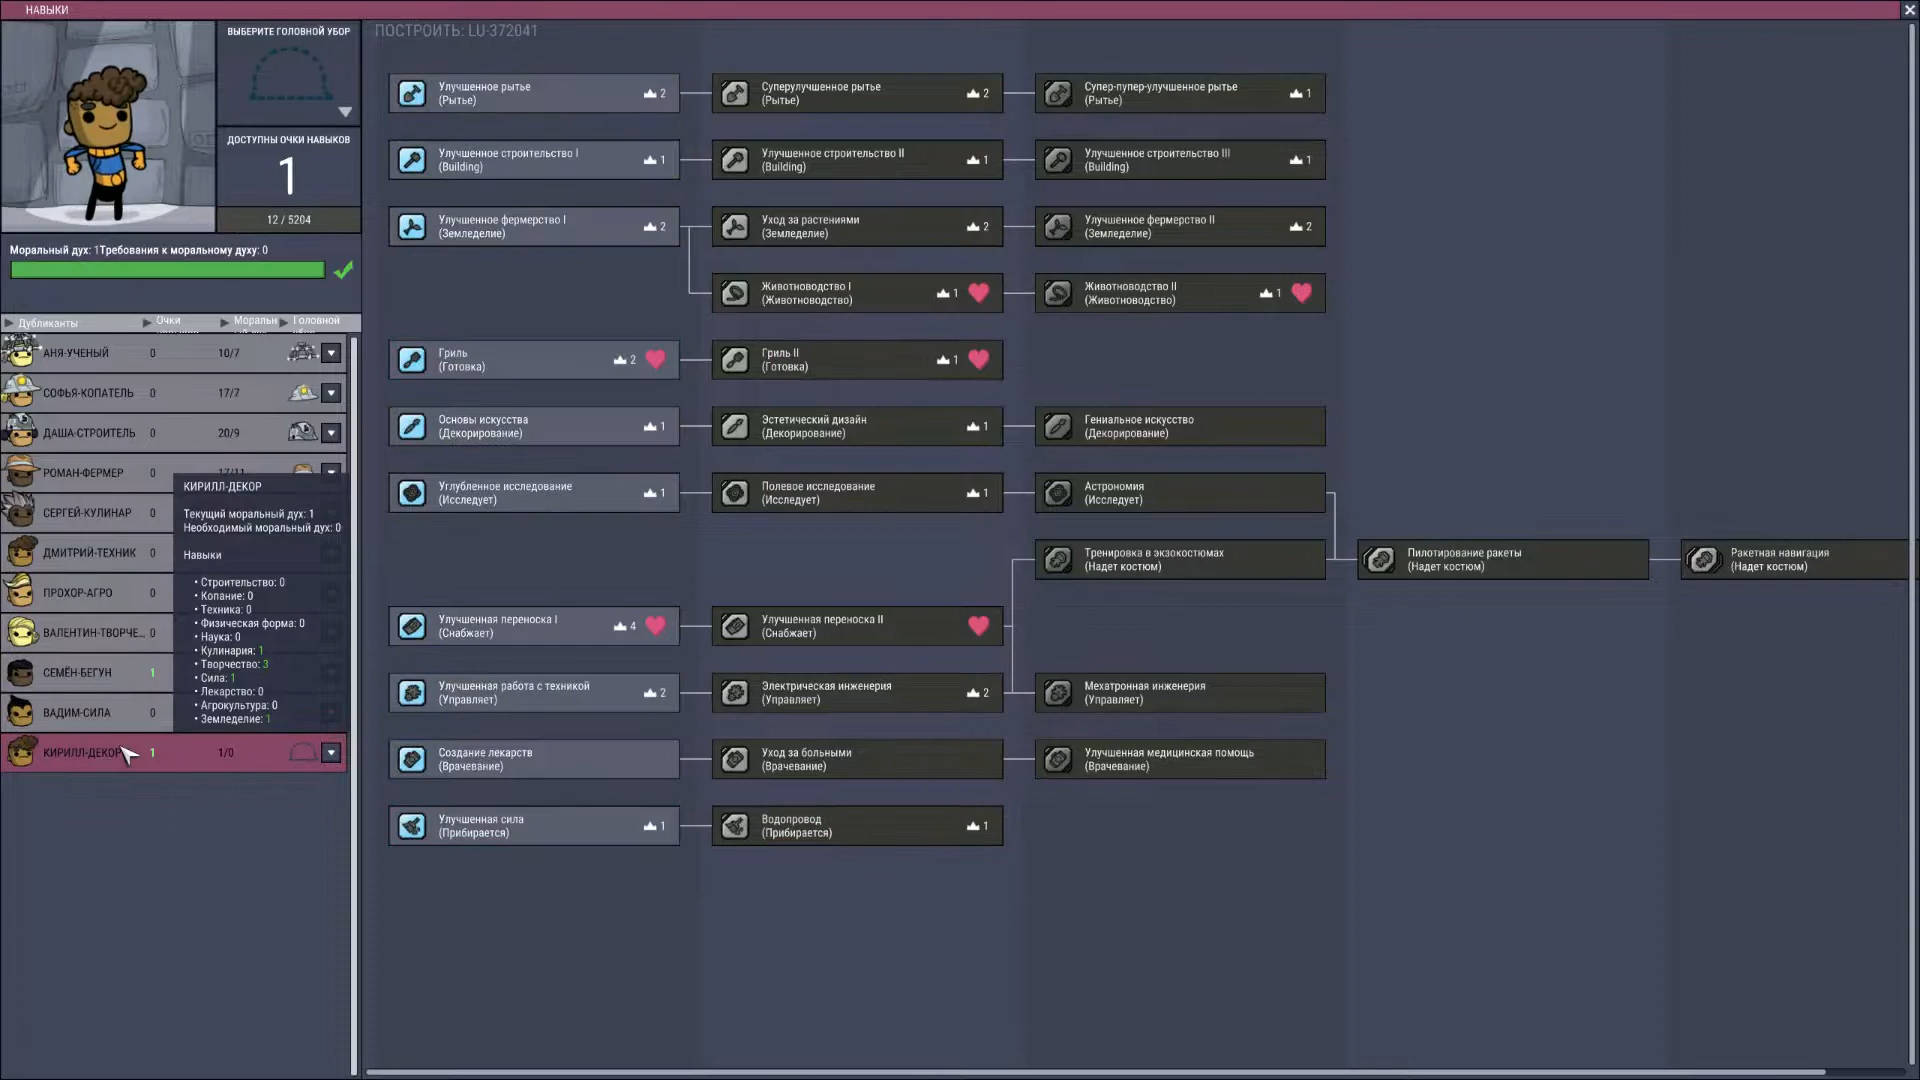 НАВЫКИ
ВЫБЕРИТЕ ГОЛОВНОЙ УБОР
ДОСТУПНЫ ОЧКИ НАВЫКОВ
1
12 / 5204
Моральный дух: 1Требования к моральному духу: 0
Дубликанты
Очки
Моральн
Головной
АНЯ-УЧЕНЫЙ 0 10/7
СОФЬЯ-КОПАТЕЛЬ 0 17/7
ДАША-СТРОИТЕЛЬ 0 20/9
РОМАН-ФЕРМЕР 0 17/11
СЕРГЕЙ-КУЛИНАР 0
ДМИТРИЙ-ТЕХНИК 0
ПРОХОР-АГРО 0
ВАЛЕНТИН-ТВОРЧЕ... 0
СЕМЁН-БЕГУН 1
ВАДИМ-СИЛА 0
КИРИЛЛ-ДЕКОР 1 1/0
КИРИЛЛ-ДЕКОР
Текущий моральный дух: 1
Необходимый моральный дух: 0
Навыки
• Строительство: 0
• Копание: 0
• Техника: 0
• Физическая форма: 0
• Наука: 0
• Кулинария: 1
• Творчество: 3
• Сила: 1
• Лекарство: 0
• Агрокультура: 0
• Земледелие: 1
ПОСТРОИТЬ: LU-372041
Улучшенное рытье
(Рытье)
2
Суперулучшенное рытье
(Рытье)
2
Супер-пупер-улучшенное рытье
(Рытье)
1
Улучшенное строительство I
(Building)
1
Улучшенное строительство II
(Building)
1
Улучшенное строительство III
(Building)
1
Улучшенное фермерство I
(Земледелие)
2
Уход за растениями
(Земледелие)
2
Улучшенное фермерство II
(Земледелие)
2
Животноводство I
(Животноводство)
1
Животноводство II
(Животноводство)
1
Гриль
(Готовка)
2
Гриль II
(Готовка)
1
Основы искусства
(Декорирование)
1
Эстетический дизайн
(Декорирование)
1
Гениальное искусство
(Декорирование)
Углубленное исследование
(Исследует)
1
Полевое исследование
(Исследует)
1
Астрономия
(Исследует)
Тренировка в экзокостюмах
(Надет костюм)
Пилотирование ракеты
(Надет костюм)
Ракетная навигация
(Надет костюм)
Улучшенная переноска I
(Снабжает)
4
Улучшенная переноска II
(Снабжает)
Улучшенная работа с техникой
(Управляет)
2
Электрическая инженерия
(Управляет)
2
Мехатронная инженерия
(Управляет)
Создание лекарств
(Врачевание)
Уход за больными
(Врачевание)
Улучшенная медицинская помощь
(Врачевание)
Улучшенная сила
(Прибирается)
1
Водопровод
(Прибирается)
1